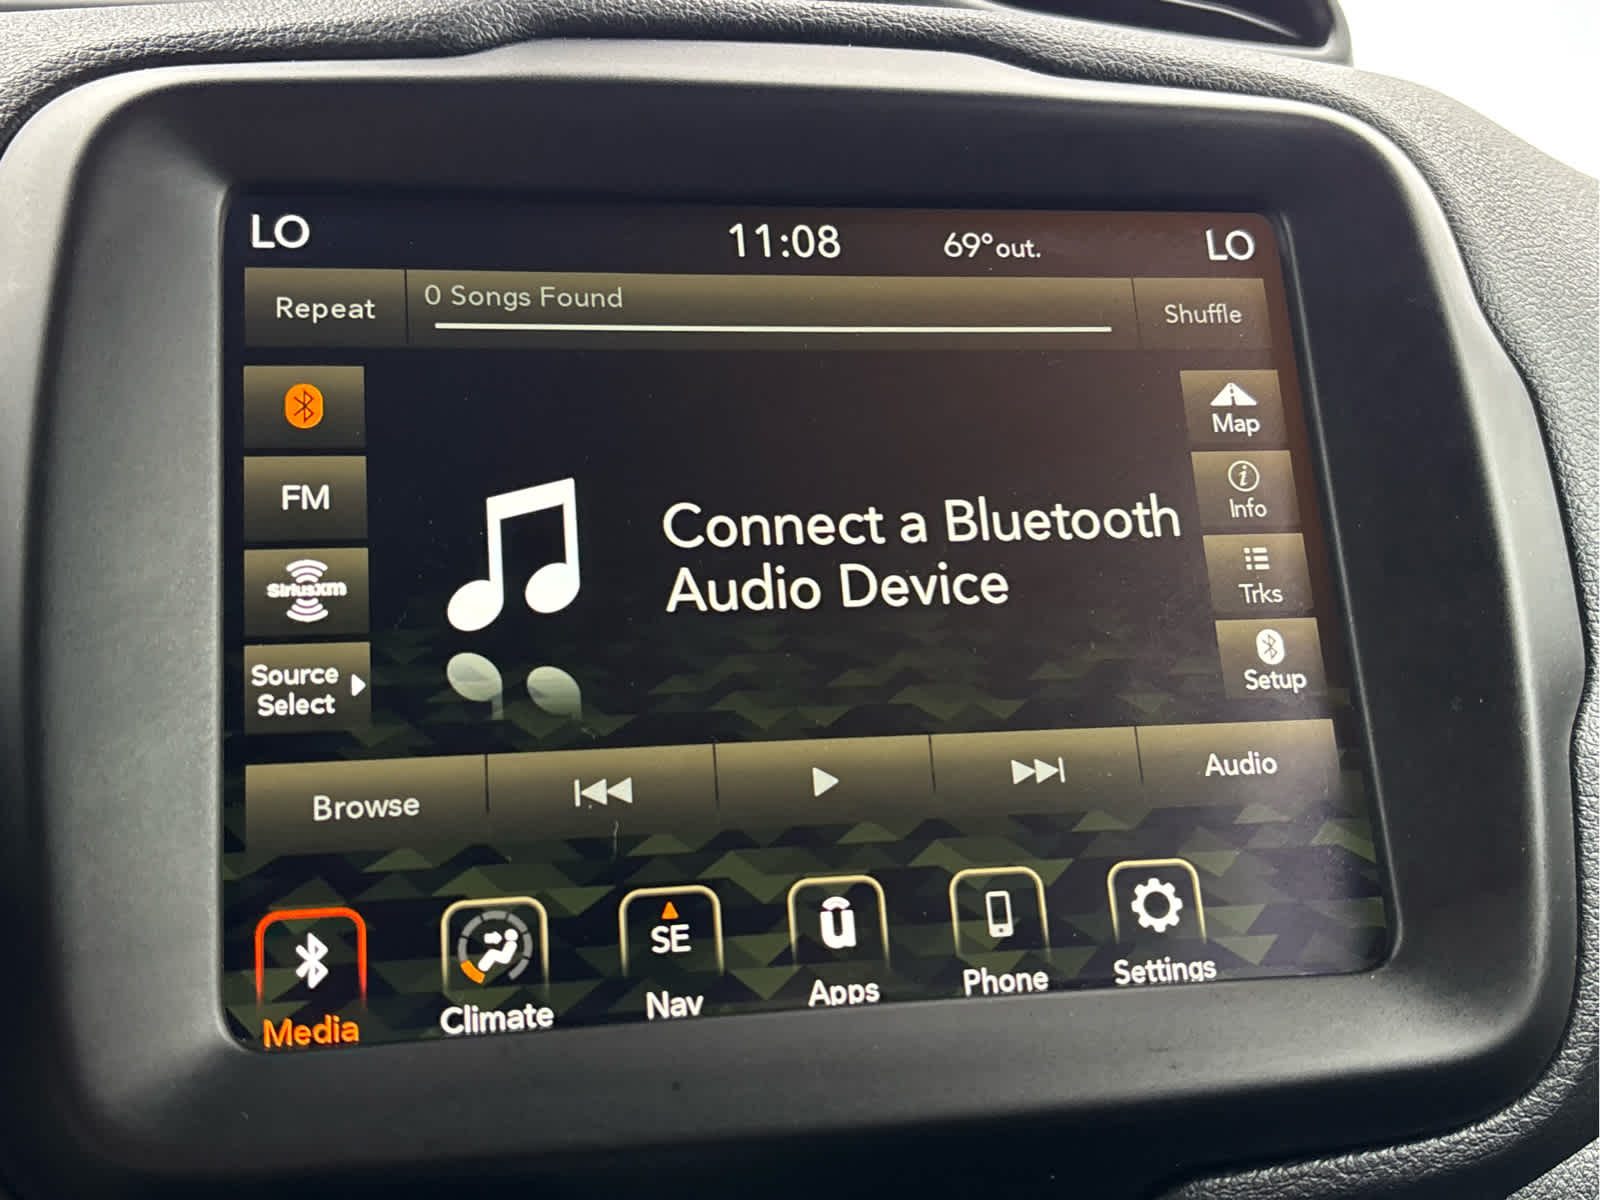 LO 11:08 69° out. LO
Repeat 0 Songs Found Shuffle
Map
FM
Info
SiriusXM
Connect a Bluetooth
Audio Device
Trks
Source
Select
Setup
Browse Audio
SE
Media Climate Nav Apps Phone Settings